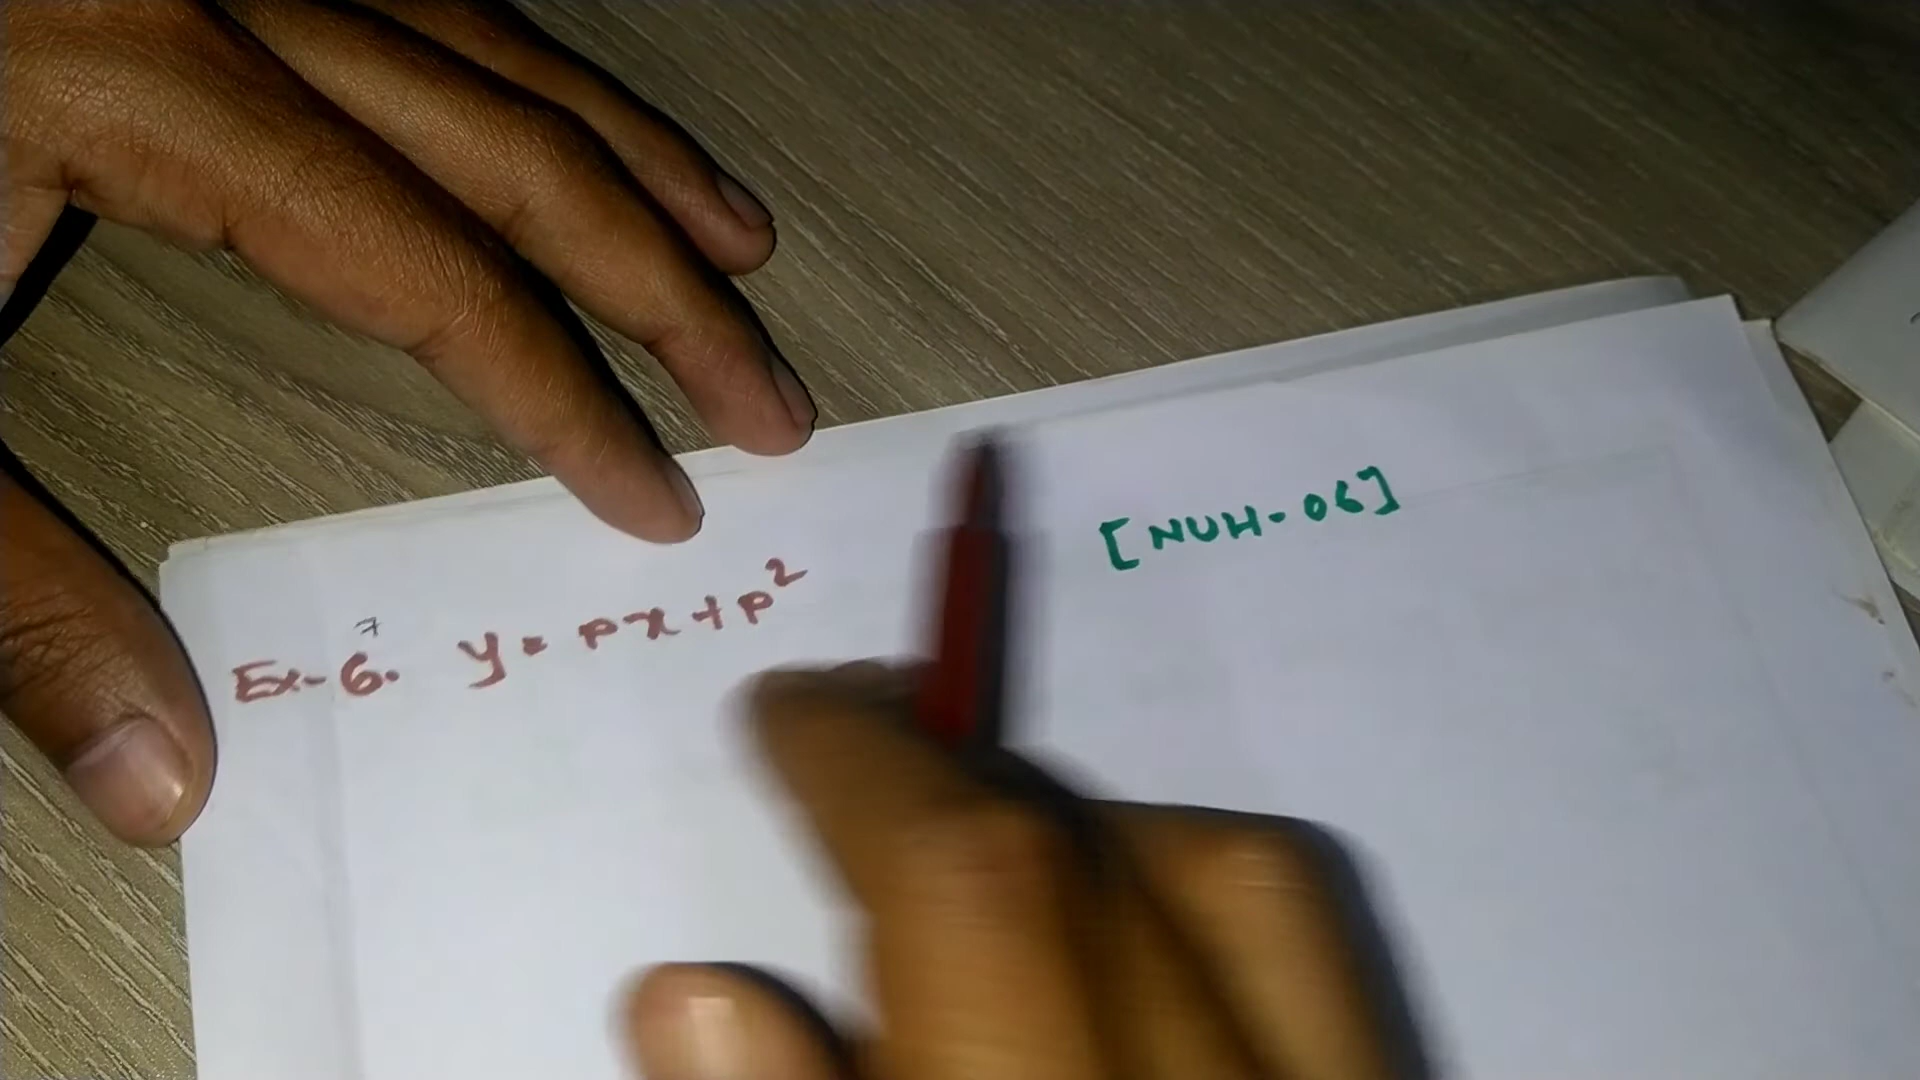 [NUH-06]
7
Ex-6. y = px + p²